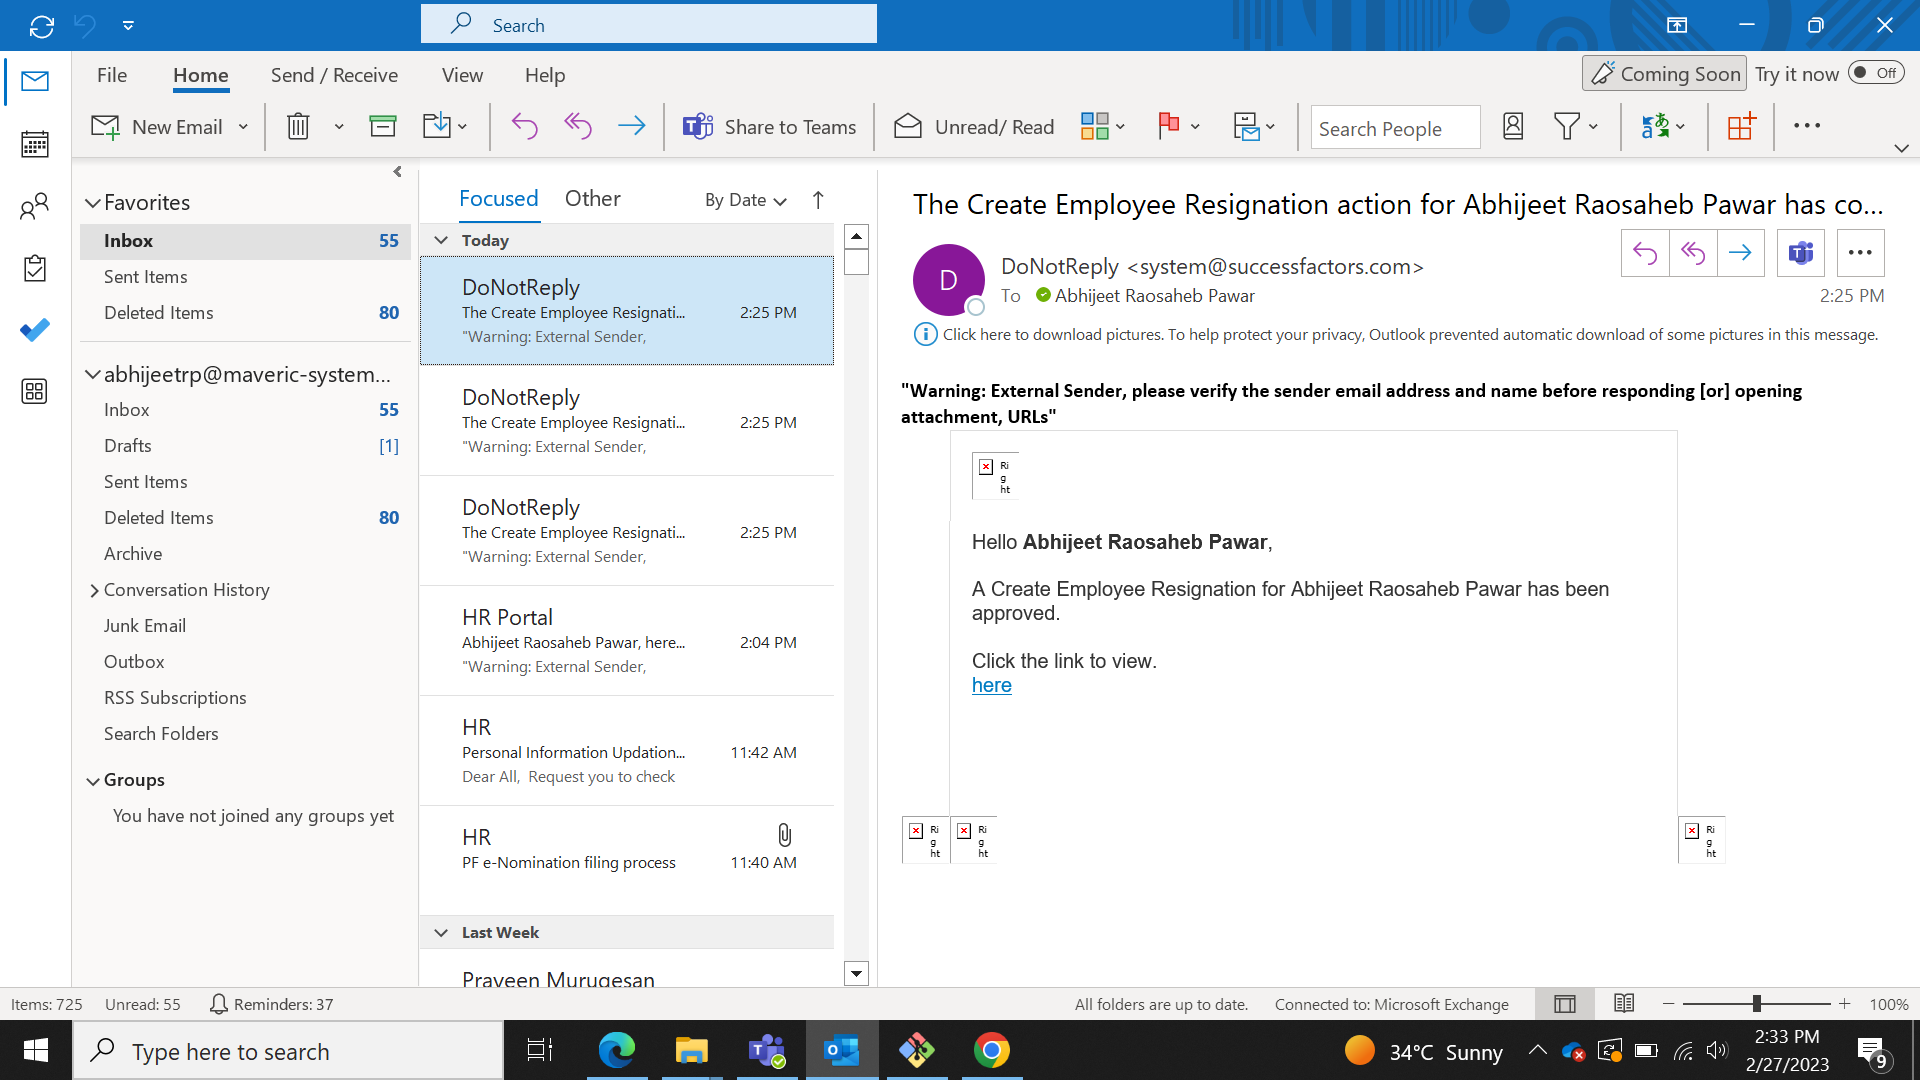 Search
File Home Send / Receive View Help
Coming Soon Try it now Off
New Email
Share to Teams
Unread/ Read
Search People
Favorites
Inbox 55
Sent Items
Deleted Items 80
abhijeetrp@maveric-system...
Inbox 55
Drafts [1]
Sent Items
Deleted Items 80
Archive
Conversation History
Junk Email
Outbox
RSS Subscriptions
Search Folders
Groups
You have not joined any groups yet
Focused Other By Date
Today
DoNotReply
The Create Employee Resignati... 2:25 PM
"Warning: External Sender,
DoNotReply
The Create Employee Resignati... 2:25 PM
"Warning: External Sender,
DoNotReply
The Create Employee Resignati... 2:25 PM
"Warning: External Sender,
HR Portal
Abhijeet Raosaheb Pawar, here... 2:04 PM
"Warning: External Sender,
HR
Personal Information Updation... 11:42 AM
Dear All, Request you to check
HR
PF e-Nomination filing process 11:40 AM
Last Week
Praveen Murugesan
The Create Employee Resignation action for Abhijeet Raosaheb Pawar has co...
D
DoNotReply <system@successfactors.com>
To Abhijeet Raosaheb Pawar 2:25 PM
Click here to download pictures. To help protect your privacy, Outlook prevented automatic download of some pictures in this message.
"Warning: External Sender, please verify the sender email address and name before responding [or] opening
attachment, URLs"
Ri
g
ht
Hello Abhijeet Raosaheb Pawar,
A Create Employee Resignation for Abhijeet Raosaheb Pawar has been
approved.
Click the link to view.
here
Ri Ri Ri
g g g
ht ht ht
Items: 725 Unread: 55 Reminders: 37 All folders are up to date. Connected to: Microsoft Exchange 100%
Type here to search
34°C Sunny
2:33 PM
2/27/2023
9